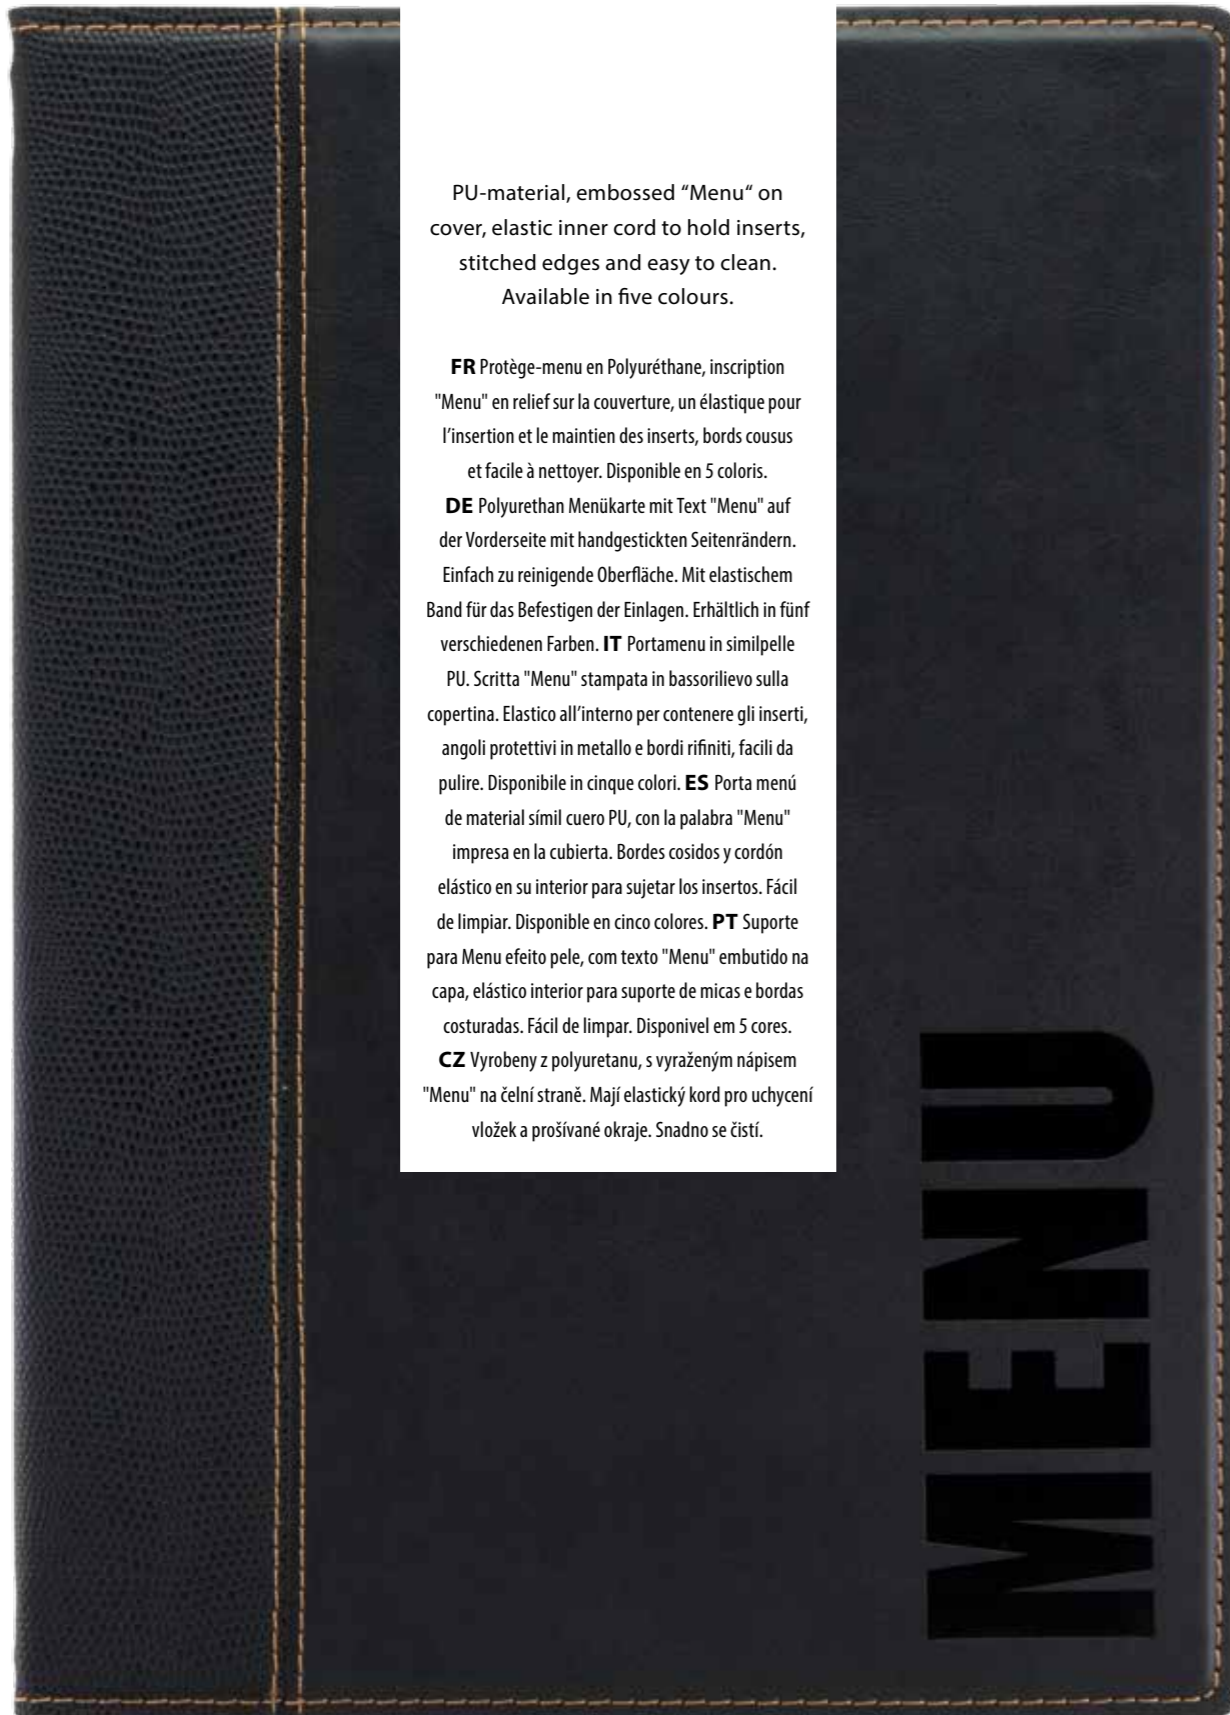 PU-material, embossed “Menu“ on
cover, elastic inner cord to hold inserts,
stitched edges and easy to clean.
Available in five colours.
FR Protège-menu en Polyuréthane, inscription
"Menu" en relief sur la couverture, un élastique pour
l’insertion et le maintien des inserts, bords cousus
et facile à nettoyer. Disponible en 5 coloris.
DE Polyurethan Menükarte mit Text "Menu" auf
der Vorderseite mit handgestickten Seitenrändern.
Einfach zu reinigende Oberfläche. Mit elastischem
Band für das Befestigen der Einlagen. Erhältlich in fünf
verschiedenen Farben. IT Portamenu in similpelle
PU. Scritta "Menu" stampata in bassorilievo sulla
copertina. Elastico all’interno per contenere gli inserti,
angoli protettivi in metallo e bordi rifiniti, facili da
pulire. Disponibile in cinque colori. ES Porta menú
de material símil cuero PU, con la palabra "Menu"
impresa en la cubierta. Bordes cosidos y cordón
elástico en su interior para sujetar los insertos. Fácil
de limpiar. Disponible en cinco colores. PT Suporte
para Menu efeito pele, com texto "Menu" embutido na
capa, elástico interior para suporte de micas e bordas
costuradas. Fácil de limpar. Disponivel em 5 cores.
CZ Vyrobeny z polyuretanu, s vyraženým nápisem
"Menu" na čelní straně. Mají elastický kord pro uchycení
vložek a prošívané okraje. Snadno se čistí.
MENU